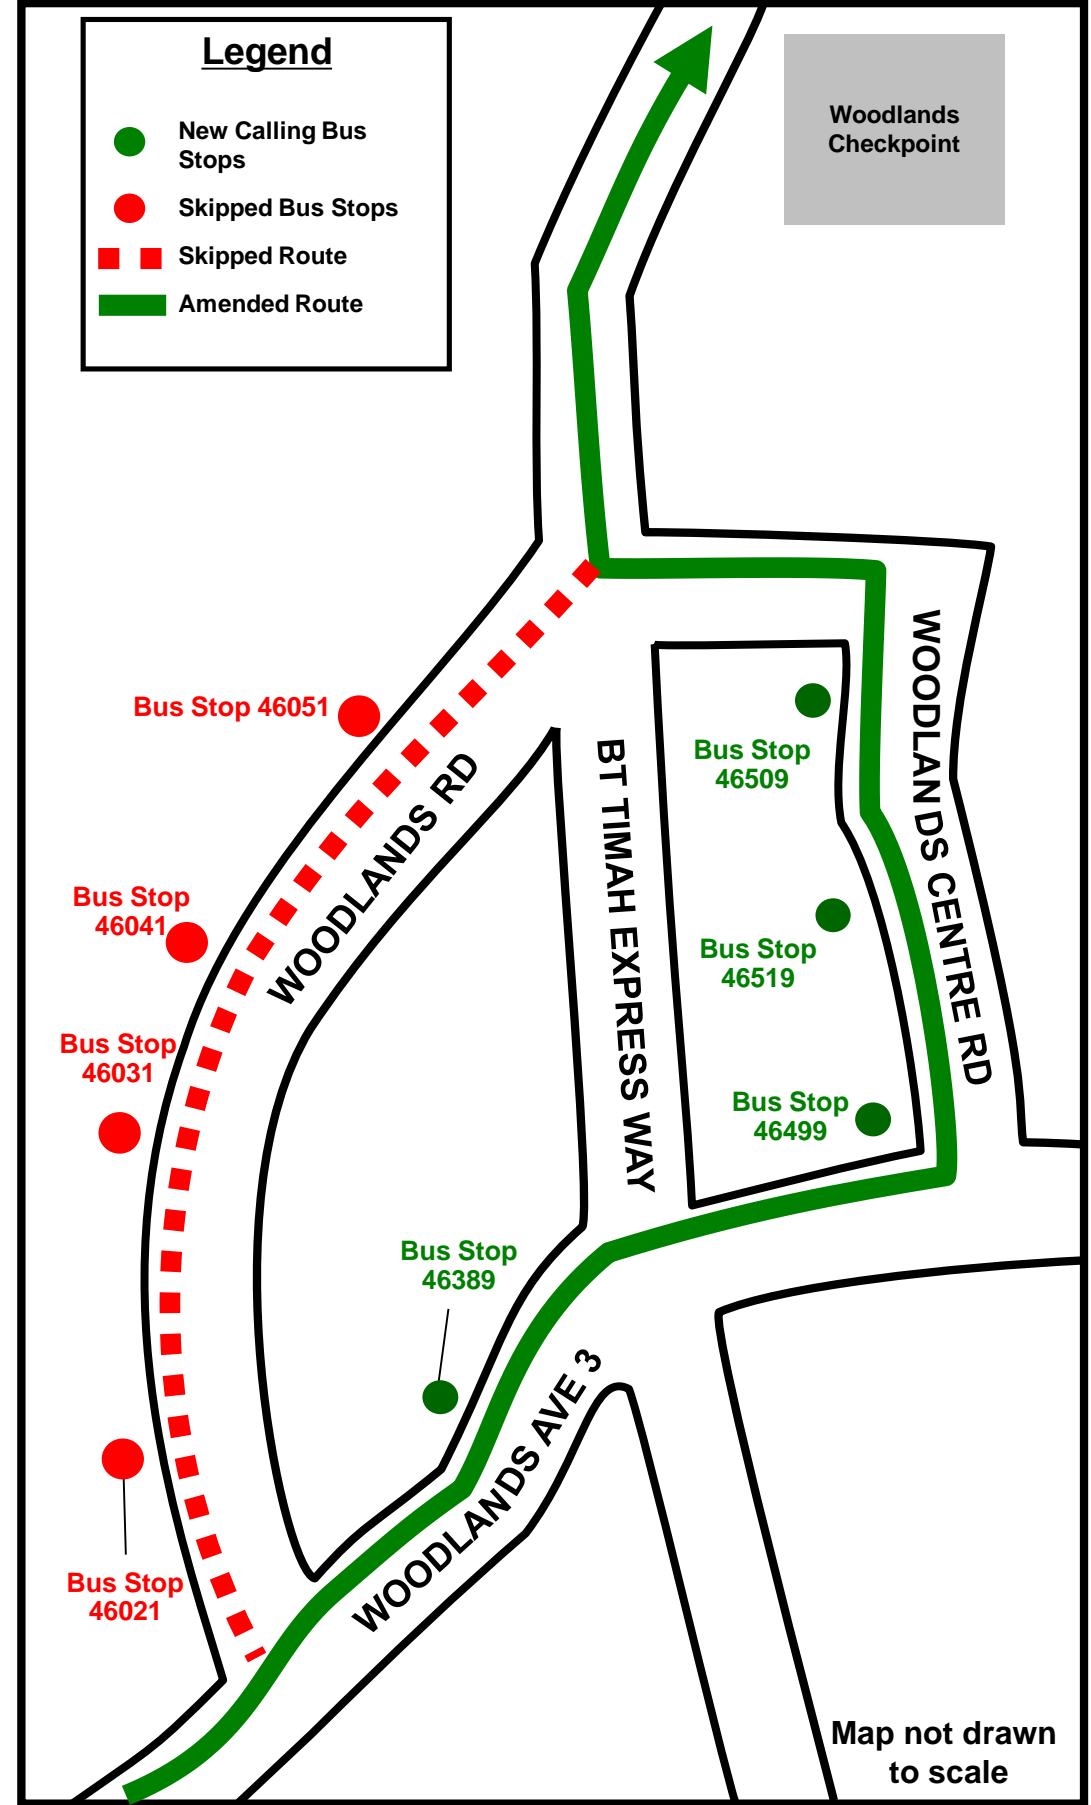 Legend
New Calling Bus
Stops
Skipped Bus Stops
Skipped Route
Amended Route
Woodlands
Checkpoint
WOODLANDS CENTRE RD
Bus Stop 46051
Bus Stop
46509
BT TIMAH EXPRESS WAY
WOODLANDS RD
Bus Stop
46041
Bus Stop
46519
Bus Stop
46031
Bus Stop
46499
Bus Stop
46389
WOODLANDS AVE 3
Bus Stop
46021
Map not drawn
to scale